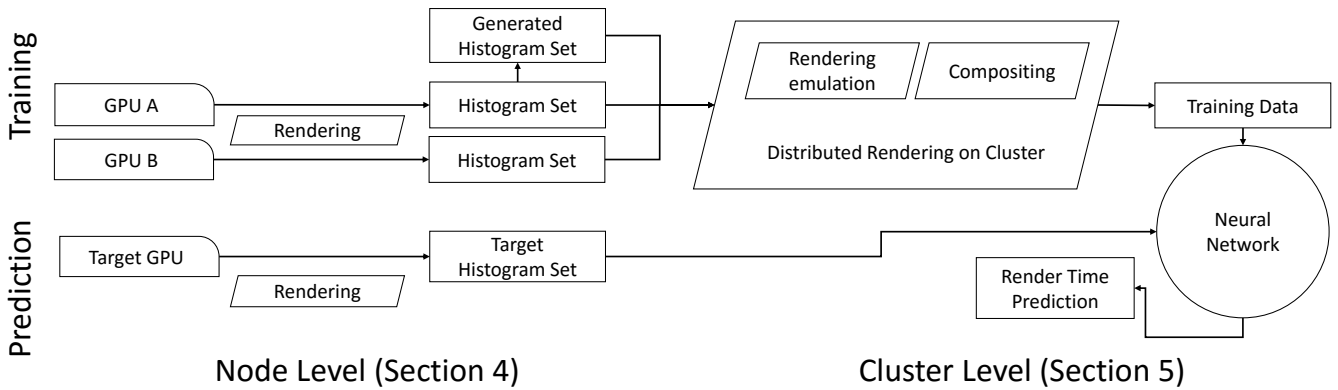 Training
Generated
Histogram Set
Rendering
emulation
Compositing
GPU A
Histogram Set
Training Data
Rendering
GPU B
Histogram Set
Distributed Rendering on Cluster
Prediction
Target GPU
Target
Histogram Set
Neural
Network
Rendering
Render Time
Prediction
Node Level (Section 4)
Cluster Level (Section 5)